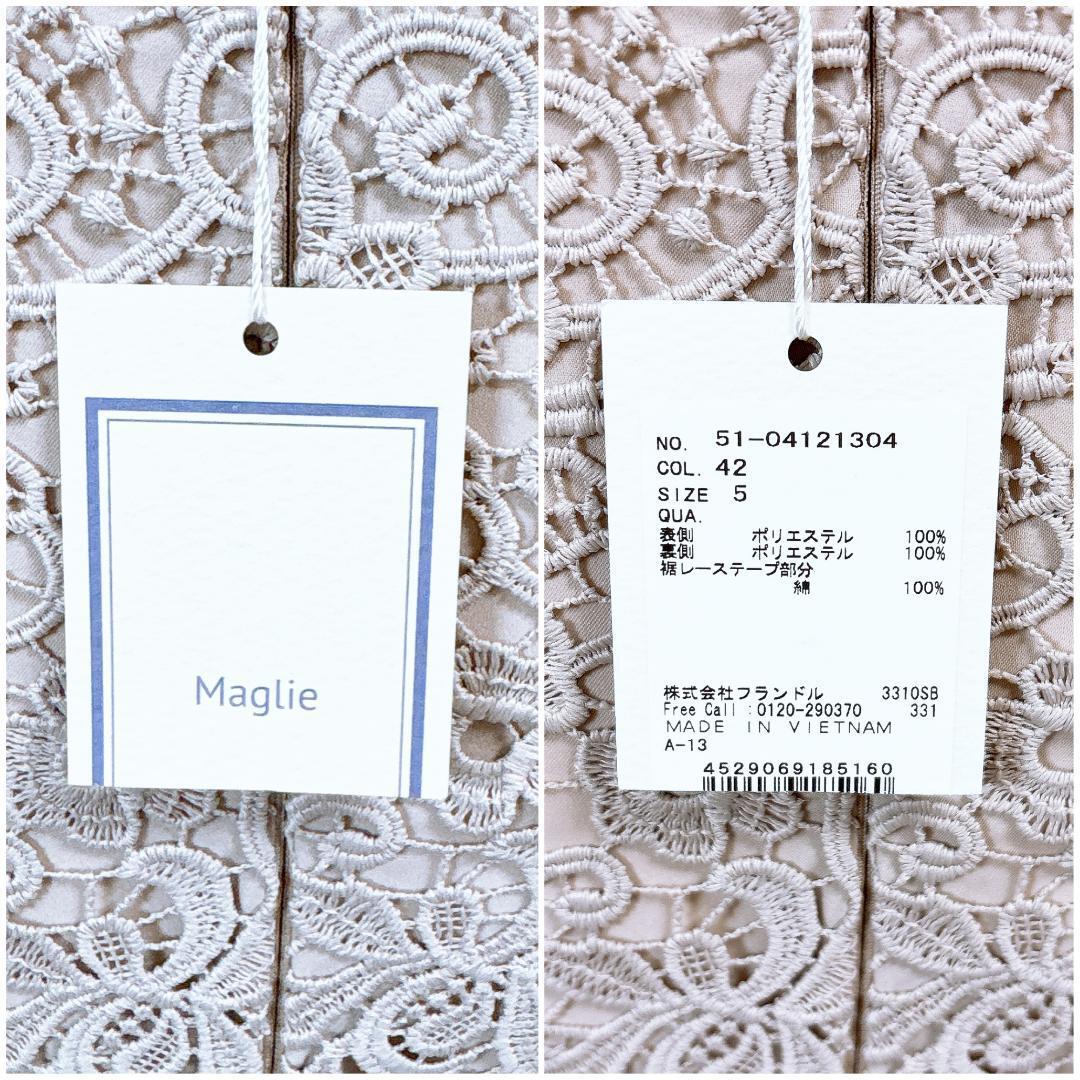 Maglie
NO. 51-04121304
COL. 42
SIZE 5
QUA.
表側 ポリエステル 100%
裏側 ポリエステル 100%
裾レーステープ部分
綿 100%
株式会社フランドル 3310SB
Free Call :0120-290370 331
MADE IN VIETNAM
A-13
4529069185160